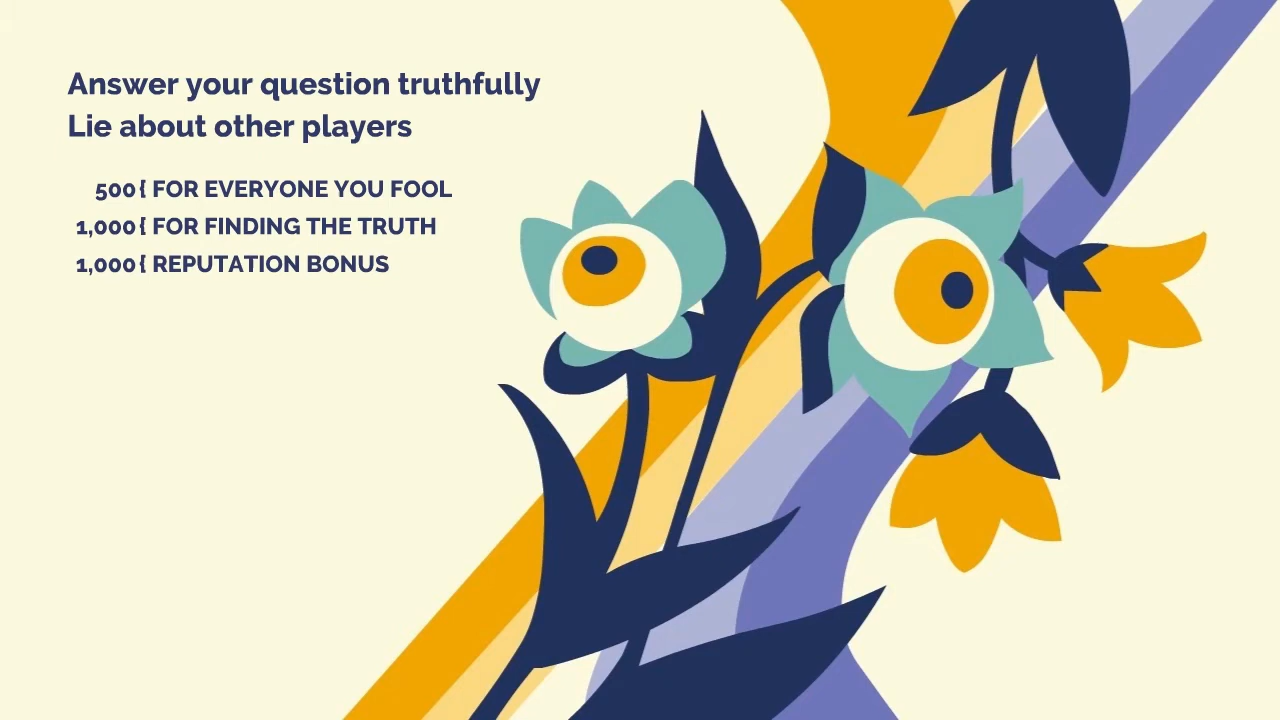 Answer your question truthfully
Lie about other players
500{ FOR EVERYONE YOU FOOL
1,000{ FOR FINDING THE TRUTH
1,000{ REPUTATION BONUS